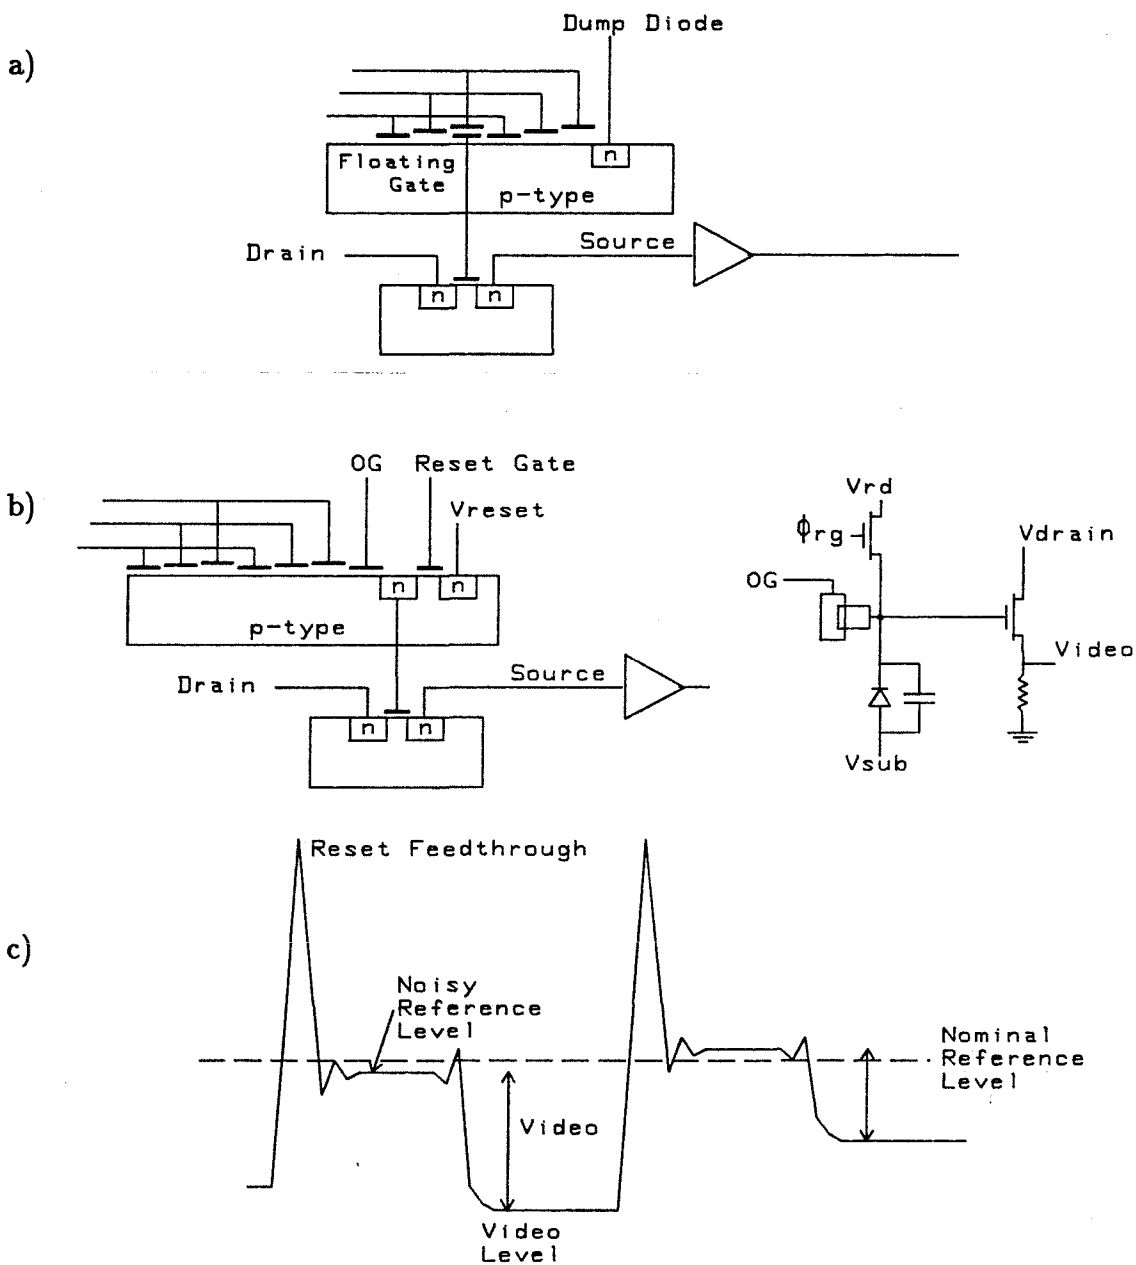 a)
Dump Diode
n
Floating
Gate
p-type
Drain
Source
n
n
b)
OG
Reset Gate
Vreset
n
n
p-type
Drain
Source
n
n
Vrd
ϕrg
Vdrain
OG
Video
Vsub
c)
Reset Feedthrough
Noisy
Reference
Level
Nominal
Reference
Level
Video
Video
Level